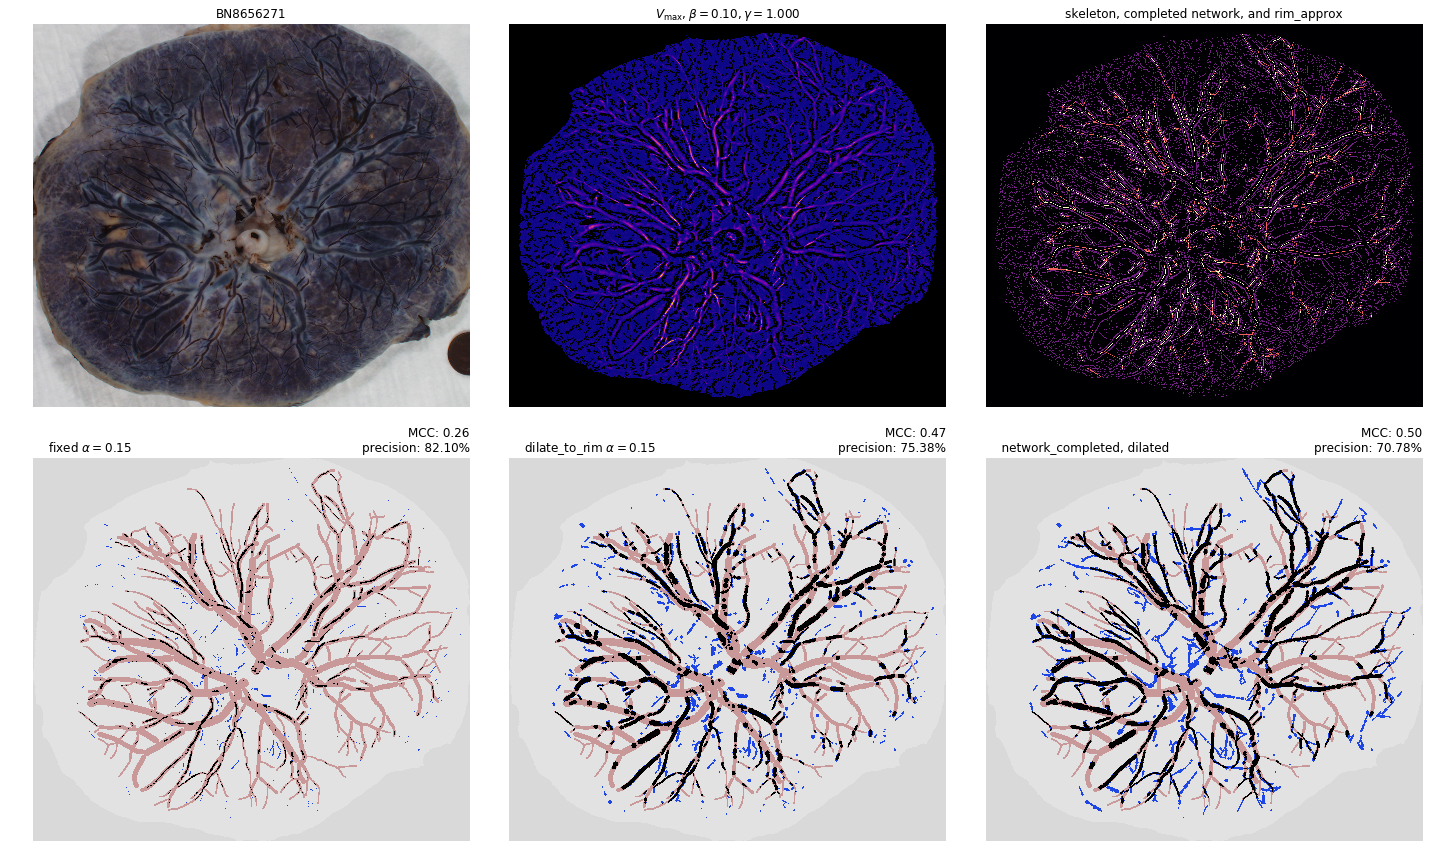 BN8656271
V_max, β = 0.10, γ = 1.000
skeleton, completed network, and rim_approx
MCC: 0.26
fixed α = 0.15
precision: 82.10%
MCC: 0.47
dilate_to_rim α = 0.15
precision: 75.38%
MCC: 0.50
network_completed, dilated
precision: 70.78%